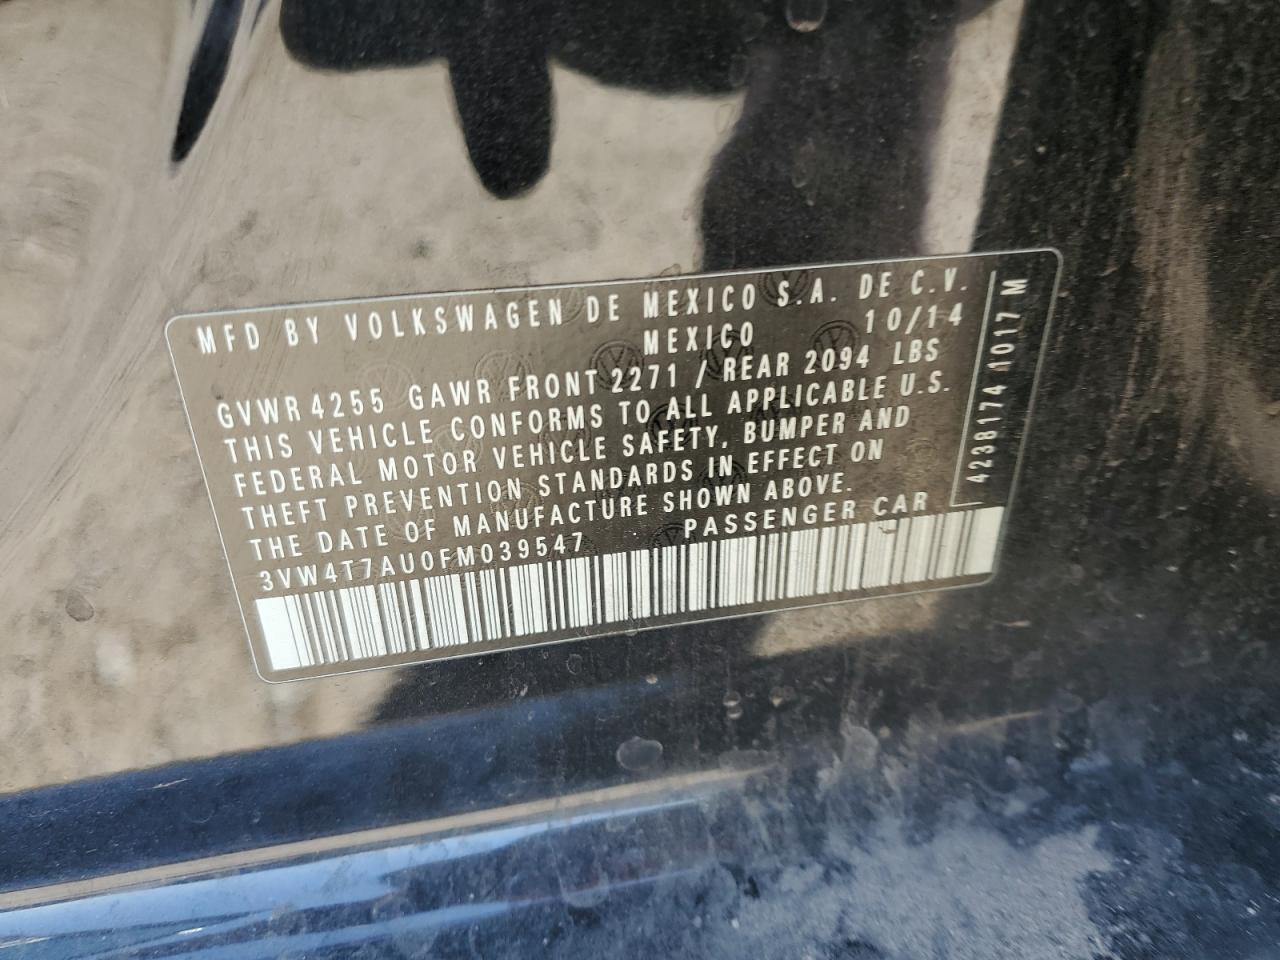 MFD BY VOLKSWAGEN DE MEXICO S.A. DE C.V.
MEXICO 10/14
GVWR 4255 GAWR FRONT 2271 / REAR 2094 LBS
THIS VEHICLE CONFORMS TO ALL APPLICABLE U.S.
FEDERAL MOTOR VEHICLE SAFETY, BUMPER AND
THEFT PREVENTION STANDARDS IN EFFECT ON
THE DATE OF MANUFACTURE SHOWN ABOVE.
3VW4T7AU0FM039547 PASSENGER CAR
4238174 1017 M